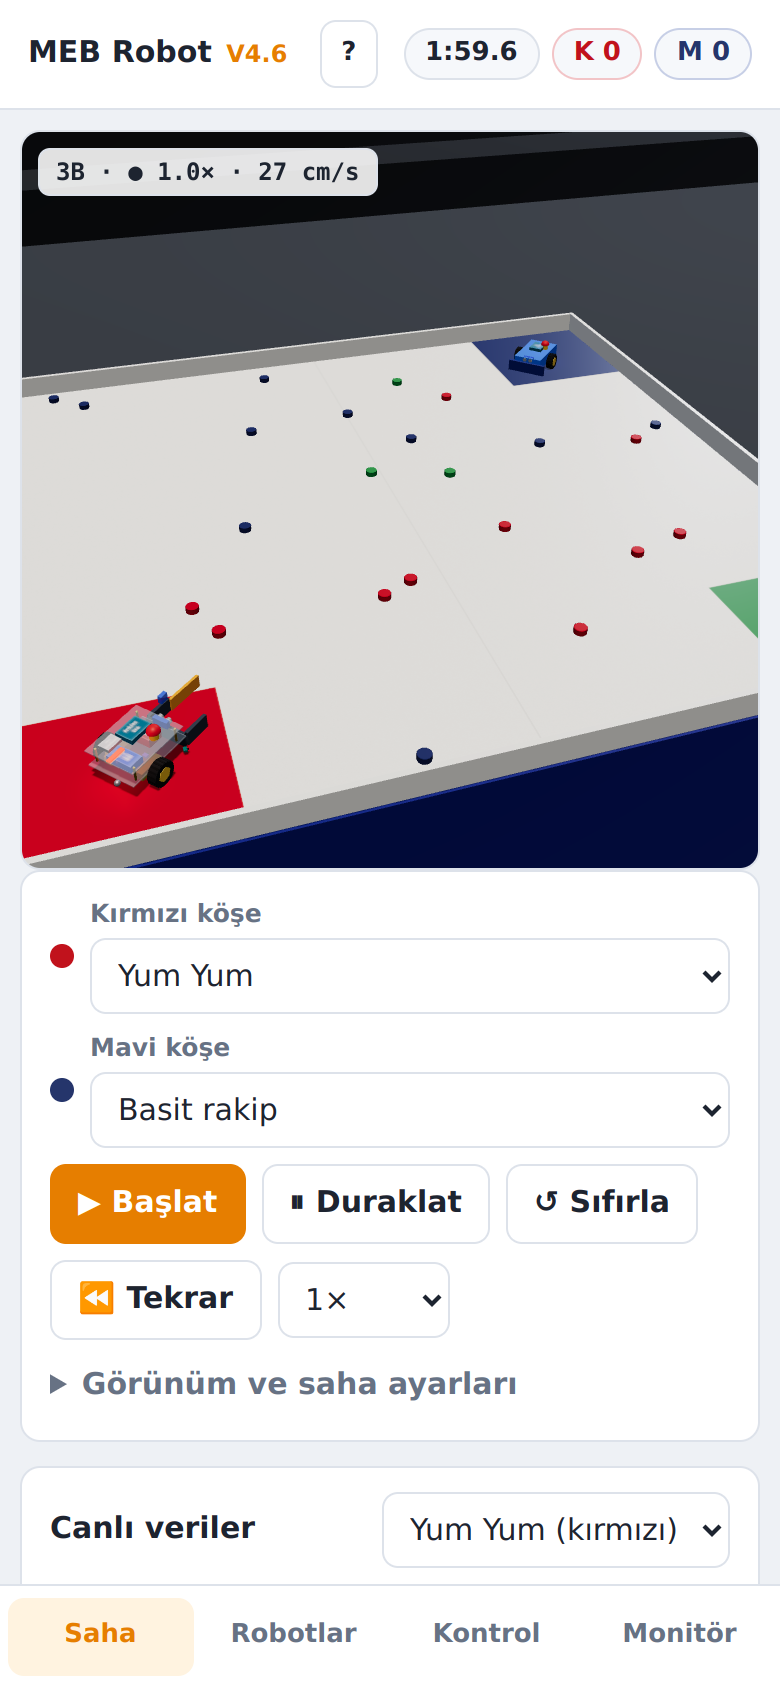 MEB Robot V4.6 ? 1:59.6 K 0 M 0
3B · ● 1.0× · 27 cm/s
Kırmızı köşe
Yum Yum
Mavi köşe
Basit rakip
▶ Başlat ⏸ Duraklat ↺ Sıfırla
⏪ Tekrar 1×
▶ Görünüm ve saha ayarları
Canlı veriler Yum Yum (kırmızı)
Saha Robotlar Kontrol Monitör